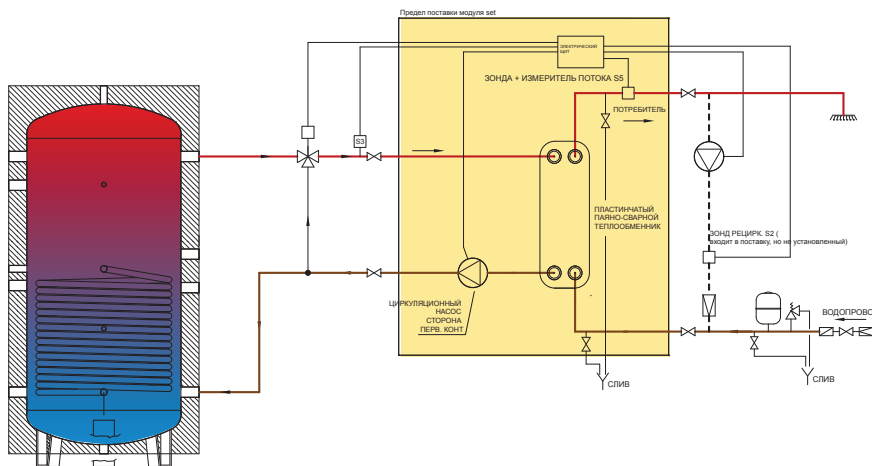 Предел поставки модуля set
ЭЛЕКТРИЧЕСКИЙ
ЩИТ
ЗОНДА + ИЗМЕРИТЕЛЬ ПОТОКА S5
ПОТРЕБИТЕЛЬ
S3
ПЛАСТИНЧАТЫЙ
ПАЯНО-СВАРНОЙ
ТЕПЛООБМЕННИК
ЗОНД РЕЦИРК. S2 (
входит в поставку, но не установленный)
ЦИРКУЛЯЦИОННЫЙ
НАСОС
СТОРОНА
ПЕРВ. КОНТ
ВОДОПРОВО
СЛИВ
СЛИВ